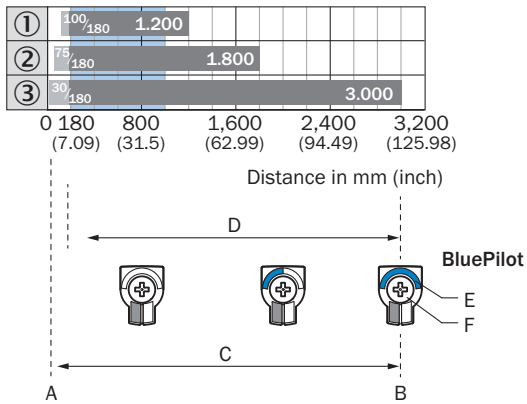 ① 100/180 1.200
② 75/180 1.800
③ 30/180 3.000
0 180 800 1,600 2,400 3,200
(7.09) (31.5) (62.99) (94.49) (125.98)
Distance in mm (inch)
D
BluePilot
E
F
C
A B